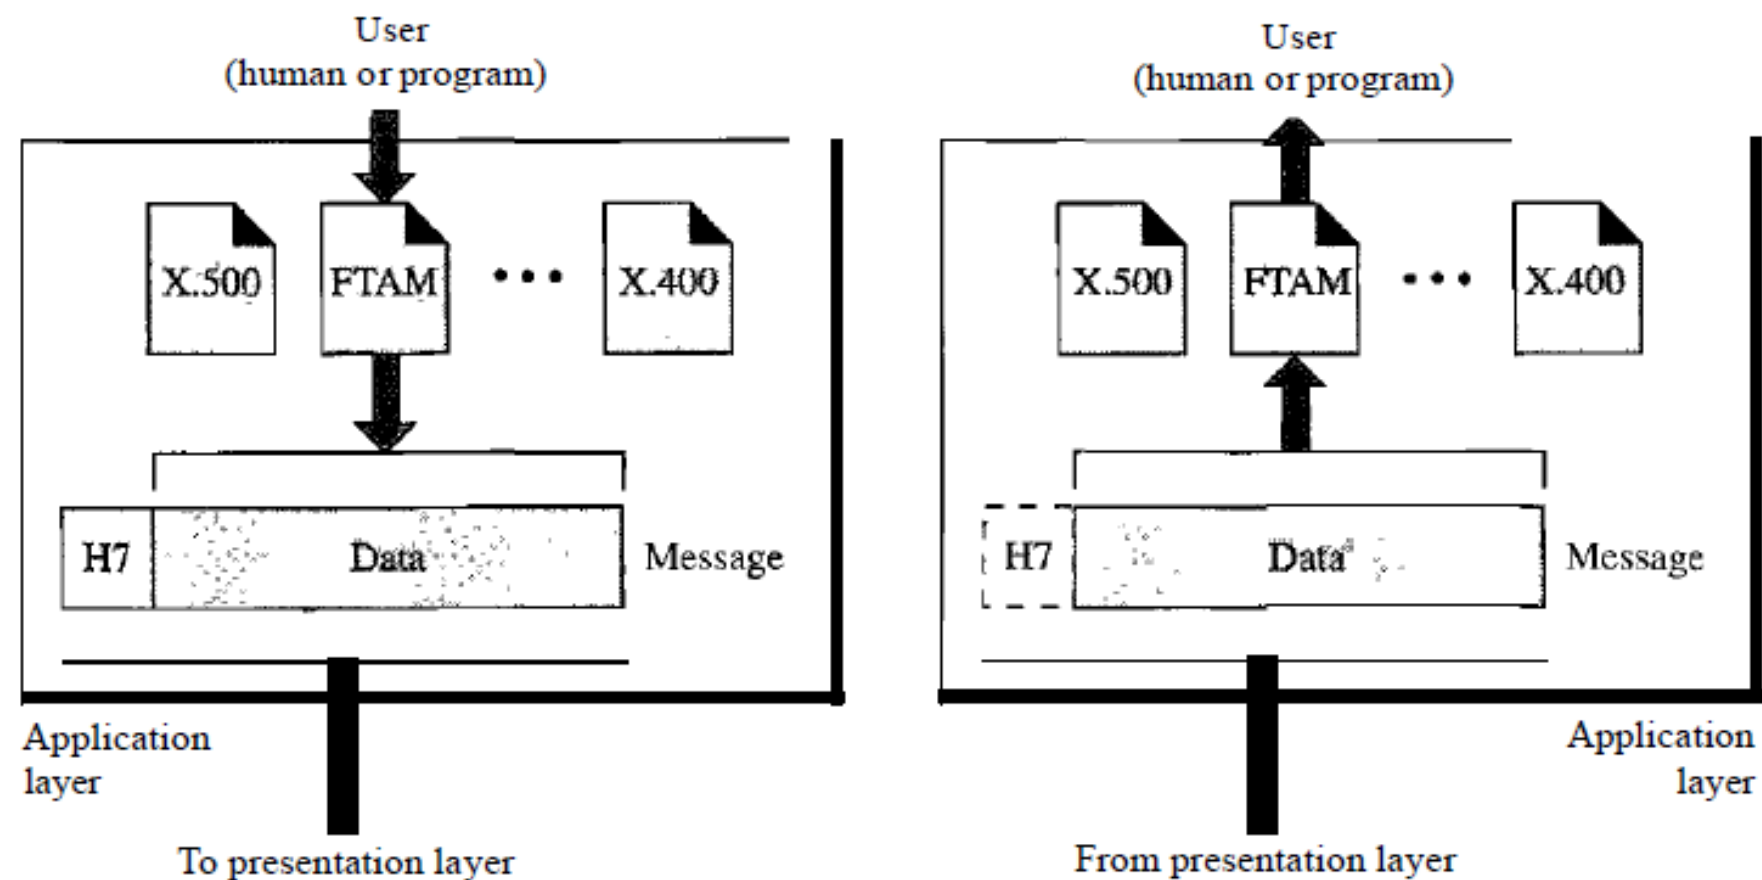 User
(human or program)
X.500
FTAM
•••
X.400
H7
Data
Message
Application
layer
To presentation layer
User
(human or program)
X.500
FTAM
•••
X.400
H7
Data
Message
Application
layer
From presentation layer